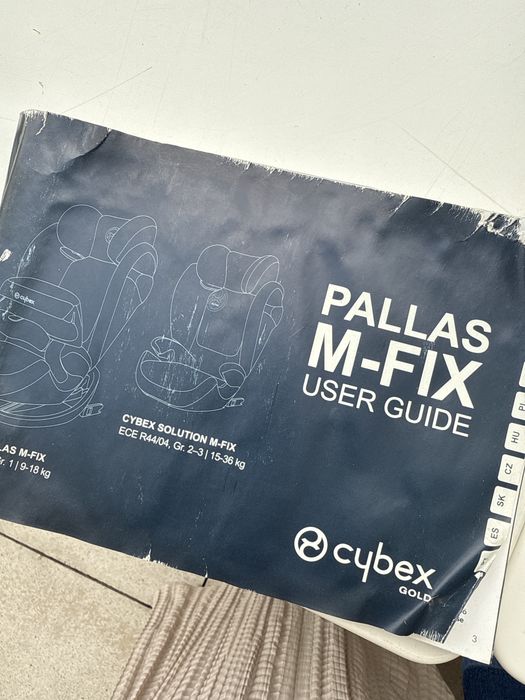 PALLAS
M-FIX
USER GUIDE
cybex
CYBEX SOLUTION M-FIX
ECE R44/04, Gr. 2–3 | 15-36 kg
M-FIX
1 | 9-18 kg
cybex
GOLD
HU
CZ
SK
ES
3